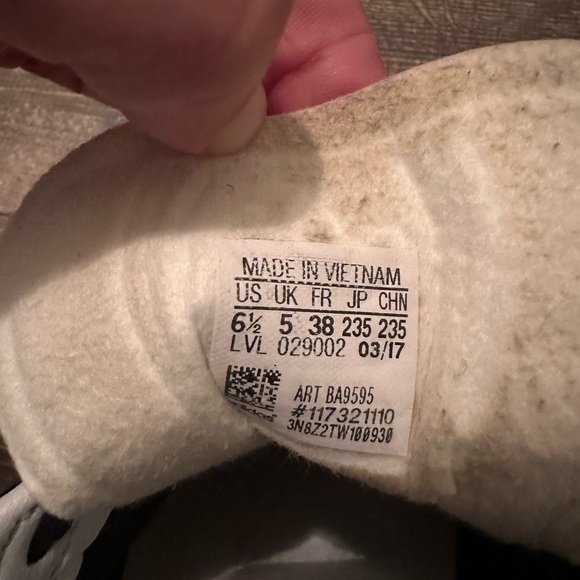 MADE IN VIETNAM
US UK FR JP CHN
6½ 5 38 235 235
LVL 029002 03/17
ART BA9595
#117321110
3N8Z2TW100930